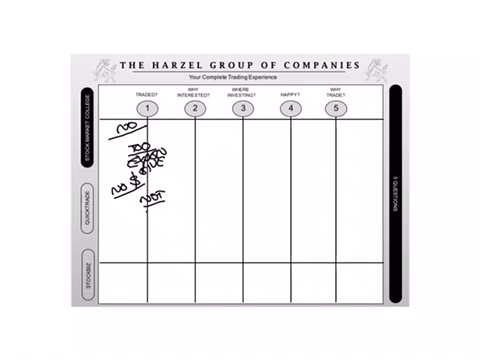 THE HARZEL GROUP OF COMPANIES
Your Complete Trading Experience
TRADED?
WHY INTERESTED?
WHERE INVESTING?
HAPPY?
WHY TRADE?
1
2
3
4
5
STOCK MARKET COLLEGE
QUICKTRADE
STOCKBIZ
5 QUESTIONS